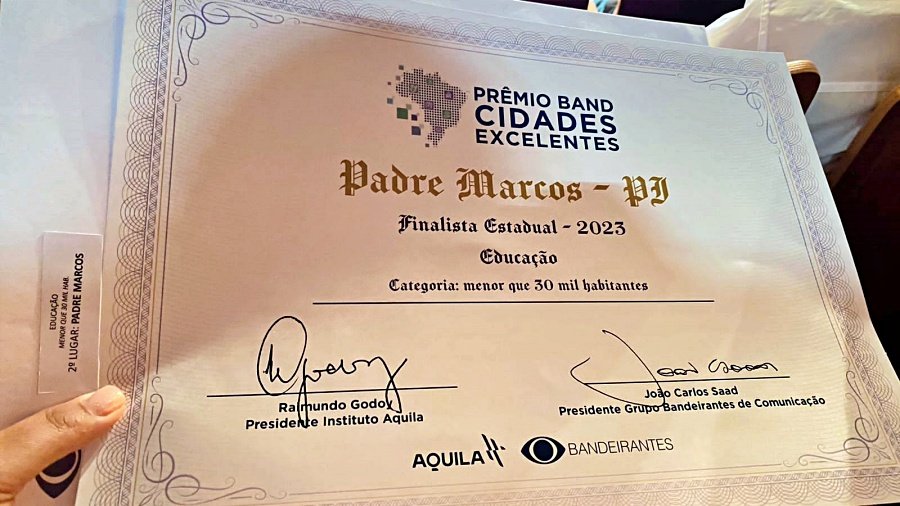 PRÊMIO BAND
CIDADES
EXCELENTES
Padre Marcos - PI
Finalista Estadual - 2023
Educação
Categoria: menor que 30 mil habitantes
Raimundo Godoy
Presidente Instituto Aquila
João Carlos Saad
Presidente Grupo Bandeirantes de Comunicação
AQUILA
BANDEIRANTES
EDUCAÇÃO
MENOR QUE 30 MIL HAB.
2º LUGAR: PADRE MARCOS